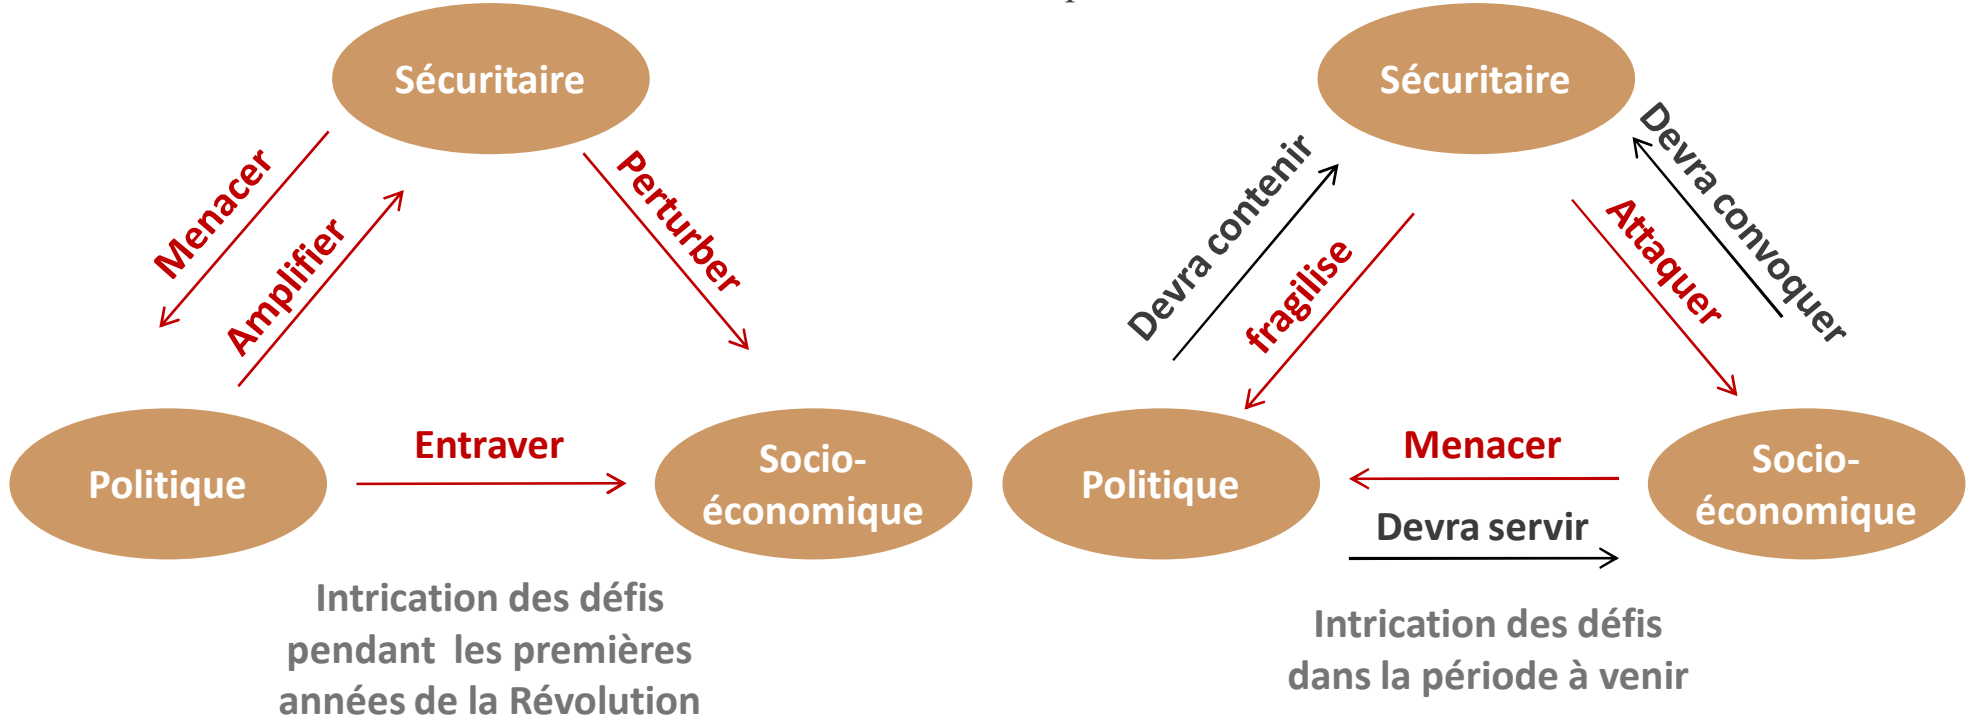 Sécuritaire
Menacer
Amplifier
Perturber
Politique
Entraver
Socio-
économique
Intrication des défis
pendant les premières
années de la Révolution
Sécuritaire
Devra contenir
fragilise
Attaquer
Devra convoquer
Politique
Menacer
Devra servir
Socio-
économique
Intrication des défis
dans la période à venir